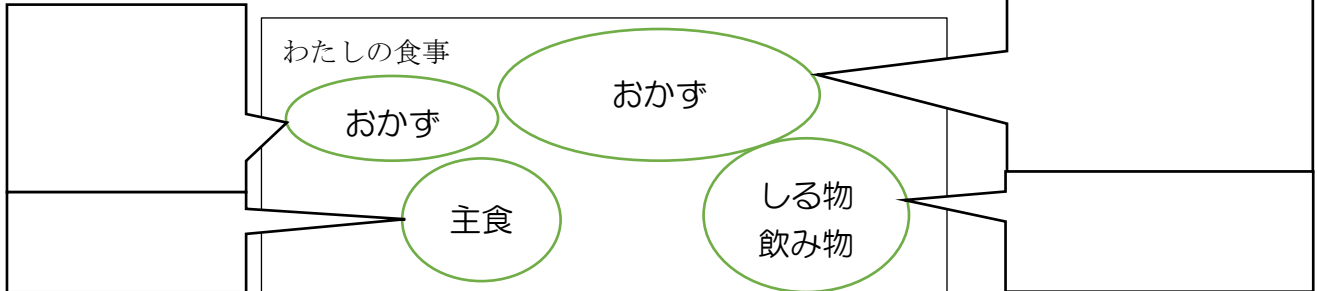 わたしの食事
おかず
おかず
主食
しる物
飲み物